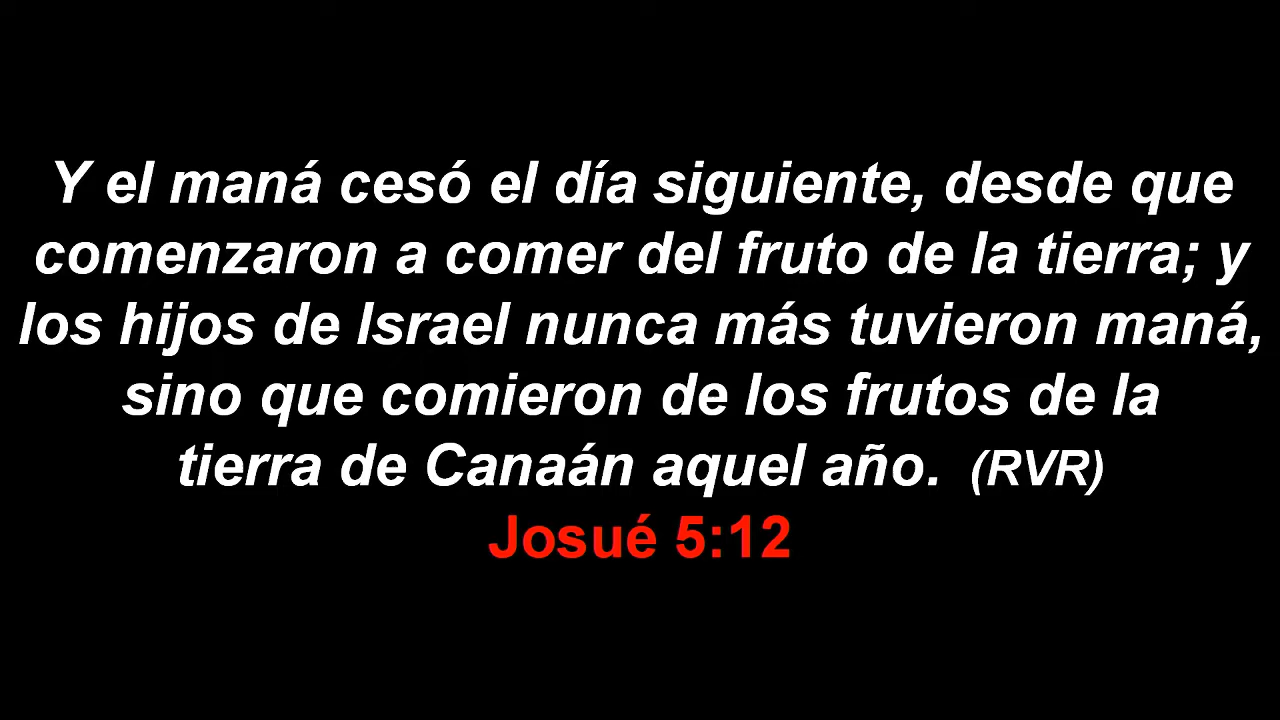 Y el maná cesó el día siguiente, desde que
comenzaron a comer del fruto de la tierra; y
los hijos de Israel nunca más tuvieron maná,
sino que comieron de los frutos de la
tierra de Canaán aquel año. (RVR)
Josué 5:12